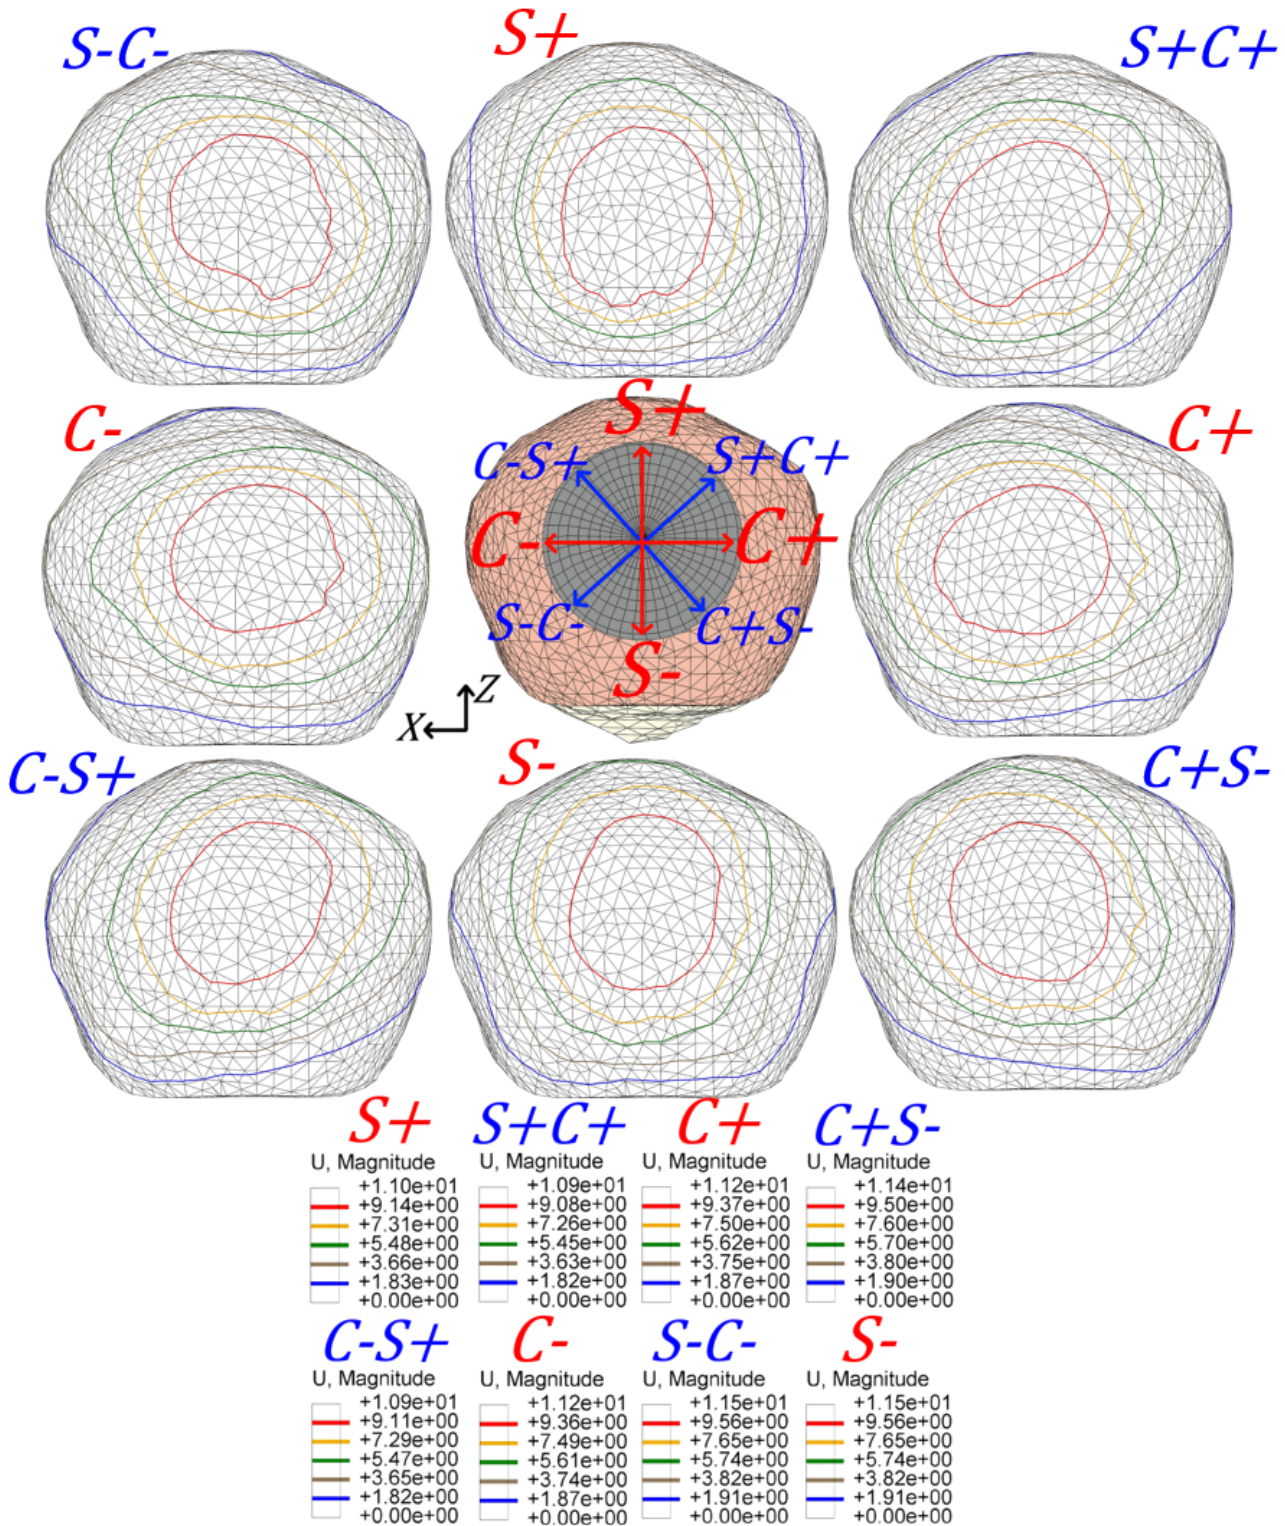 S-C-
S+
S+C+
C-
S+
C+
C-S+
S+C+
C-
C+
S-C-
C+S-
S-
X
Z
C-S+
S-
C+S-
S+
S+C+
C+
C+S-
U, Magnitude
+1.10e+01
+9.14e+00
+7.31e+00
+5.48e+00
+3.66e+00
+1.83e+00
+0.00e+00
U, Magnitude
+1.09e+01
+9.08e+00
+7.26e+00
+5.45e+00
+3.63e+00
+1.82e+00
+0.00e+00
U, Magnitude
+1.12e+01
+9.37e+00
+7.50e+00
+5.62e+00
+3.75e+00
+1.87e+00
+0.00e+00
U, Magnitude
+1.14e+01
+9.50e+00
+7.60e+00
+5.70e+00
+3.80e+00
+1.90e+00
+0.00e+00
C-S+
C-
S-C-
S-
U, Magnitude
+1.09e+01
+9.11e+00
+7.29e+00
+5.47e+00
+3.65e+00
+1.82e+00
+0.00e+00
U, Magnitude
+1.12e+01
+9.36e+00
+7.49e+00
+5.61e+00
+3.74e+00
+1.87e+00
+0.00e+00
U, Magnitude
+1.15e+01
+9.56e+00
+7.65e+00
+5.74e+00
+3.82e+00
+1.91e+00
+0.00e+00
U, Magnitude
+1.15e+01
+9.56e+00
+7.65e+00
+5.74e+00
+3.82e+00
+1.91e+00
+0.00e+00